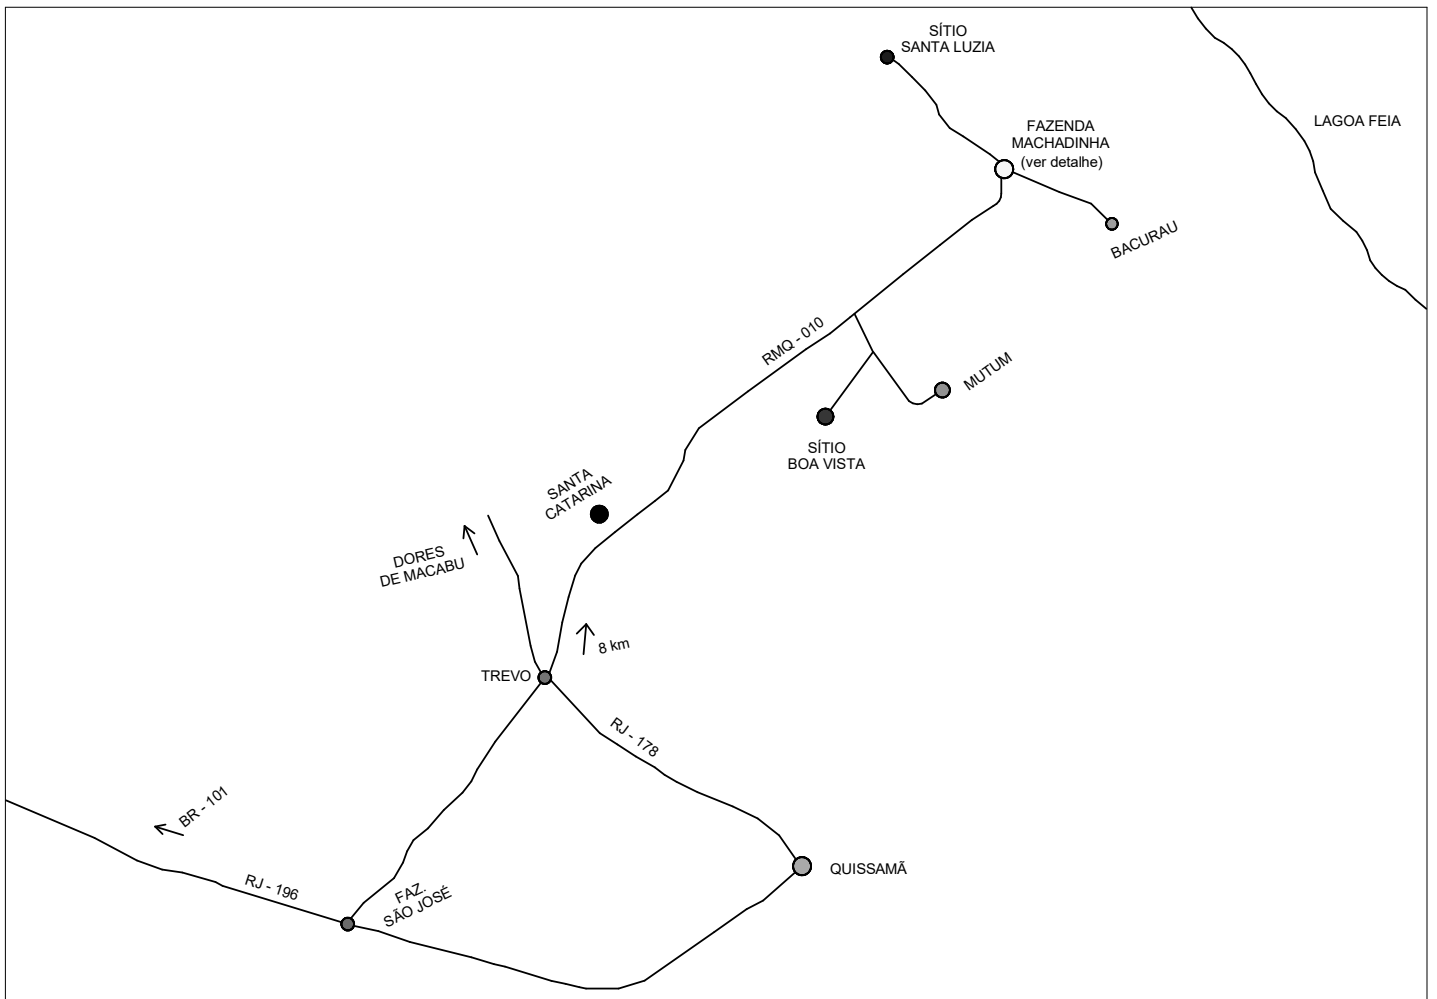 SÍTIO
SANTA LUZIA
LAGOA FEIA
FAZENDA
MACHADINHA
(ver detalhe)
BACURAU
RMQ - 010
MUTUM
SÍTIO
BOA VISTA
SANTA
CATARINA
DORES
DE MACABU
8 km
TREVO
RJ - 178
BR - 101
QUISSAMÃ
RJ - 196
FAZ.
SÃO JOSÉ